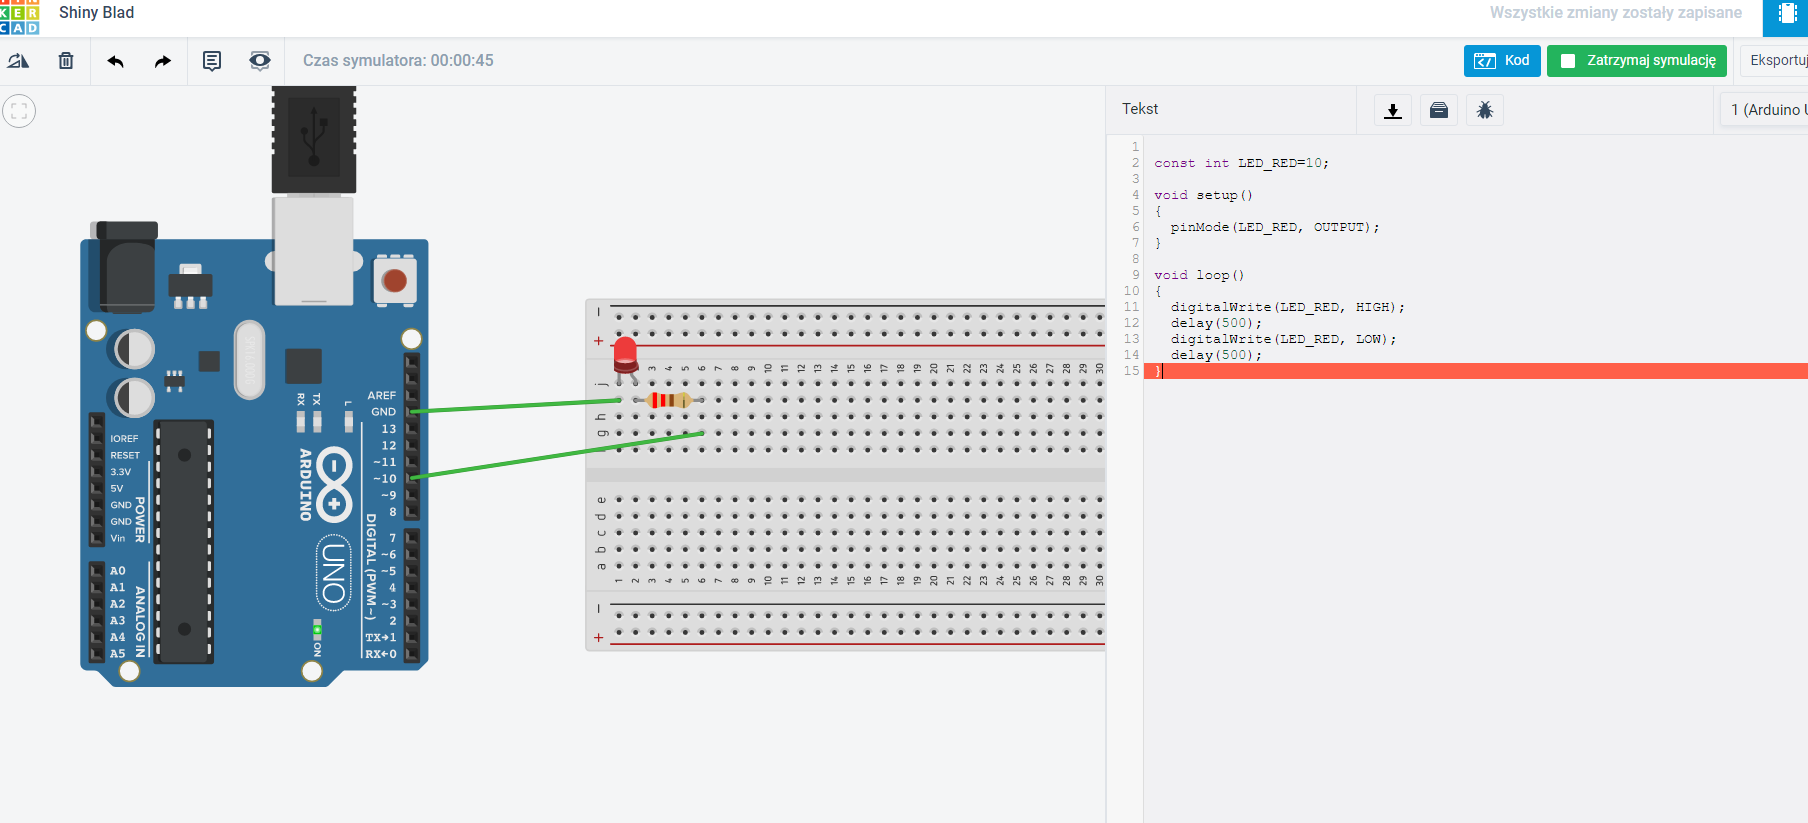 KER
CAD
Shiny Blad
Wszystkie zmiany zostały zapisane
Czas symulatora: 00:00:45
Kod
Zatrzymaj symulację
Eksportuj
Tekst
1 (Arduino U
1
2 const int LED_RED=10;
3
4 void setup()
5 {
6 pinMode(LED_RED, OUTPUT);
7 }
8
9 void loop()
10 {
11 digitalWrite(LED_RED, HIGH);
12 delay(500);
13 digitalWrite(LED_RED, LOW);
14 delay(500);
15 }
AREF
GND
13
12
~11
~10
~9
8
7
~6
~5
4
~3
2
TX→1
RX←0
DIGITAL (PWM~)
RX
TX
L
ARDUINO
UNO
ON
IOREF
RESET
3.3V
5V
GND
GND
Vin
POWER
A0
A1
A2
A3
A4
A5
ANALOG IN
−
+
3 4 5 6 7 8 9 10 11 12 13 14 15 16 17 18 19 20 21 22 23 24 25 26 27 28 29 30
j
h
g
e
d
c
b
a
1 2 3 4 5 6 7 8 9 10 11 12 13 14 15 16 17 18 19 20 21 22 23 24 25 26 27 28 29 30
−
+